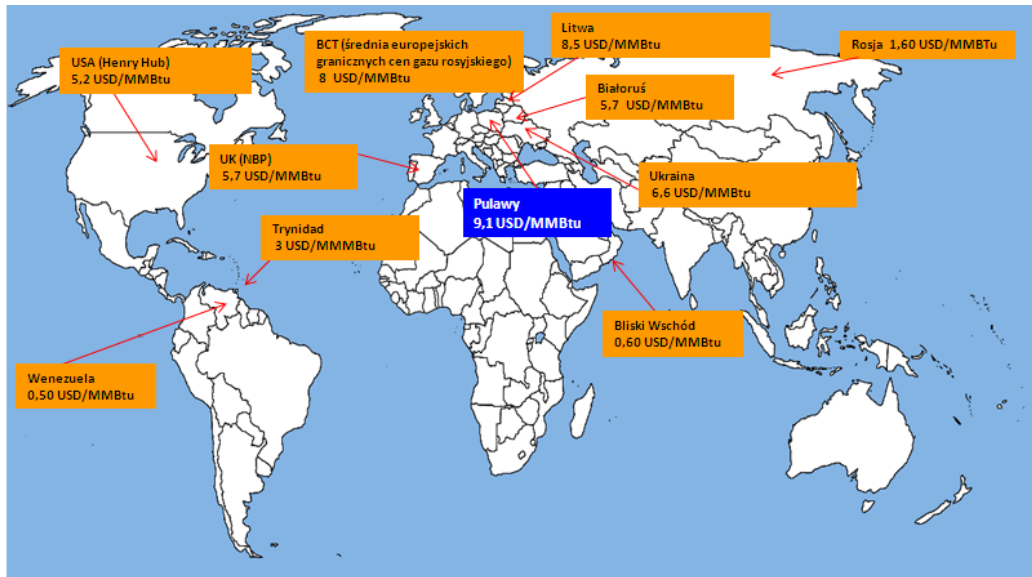 Litwa
8,5 USD/MMBtu
BCT (średnia europejskich
granicznych cen gazu rosyjskiego)
8 USD/MMBtu
Rosja 1,60 USD/MMBTu
USA (Henry Hub)
5,2 USD/MMBtu
Białoruś
5,7 USD/MMBtu
UK (NBP)
5,7 USD/MMBtu
Ukraina
6,6 USD/MMBtu
Pulawy
9,1 USD/MMBtu
Trynidad
3 USD/MMMBtu
Bliski Wschód
0,60 USD/MMBtu
Wenezuela
0,50 USD/MMBtu